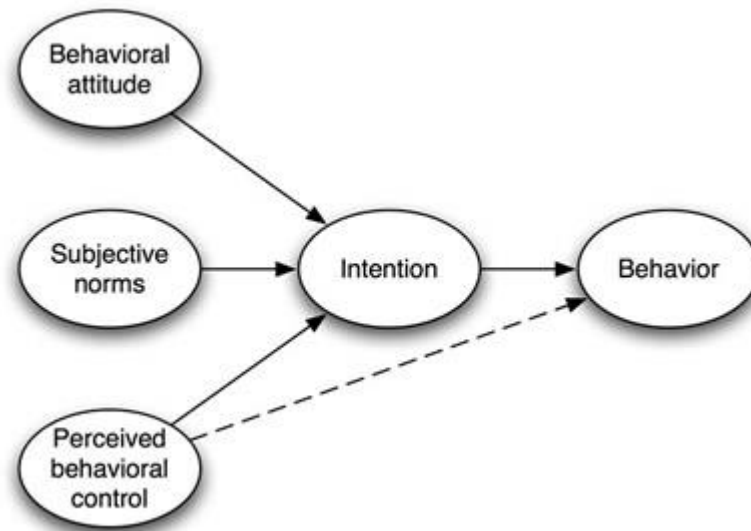 Behavioral
attitude
Subjective
norms
Intention
Behavior
Perceived
behavioral
control